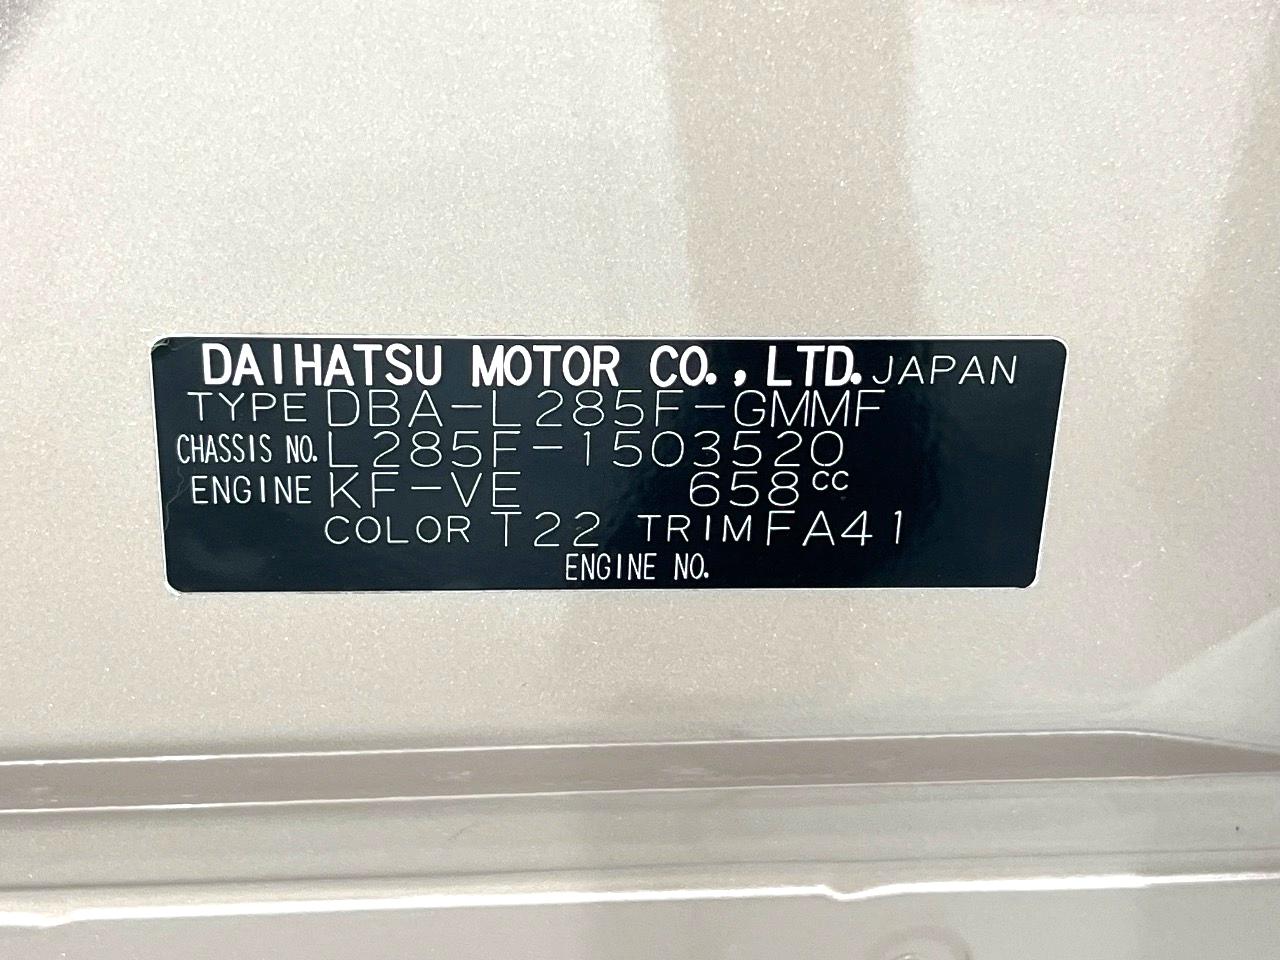 DAIHATSU MOTOR CO., LTD. JAPAN
TYPE DBA-L285F-GMMF
CHASSIS NO. L285F-1503520
ENGINE KF-VE 658cc
COLOR T22 TRIM FA41
ENGINE NO.